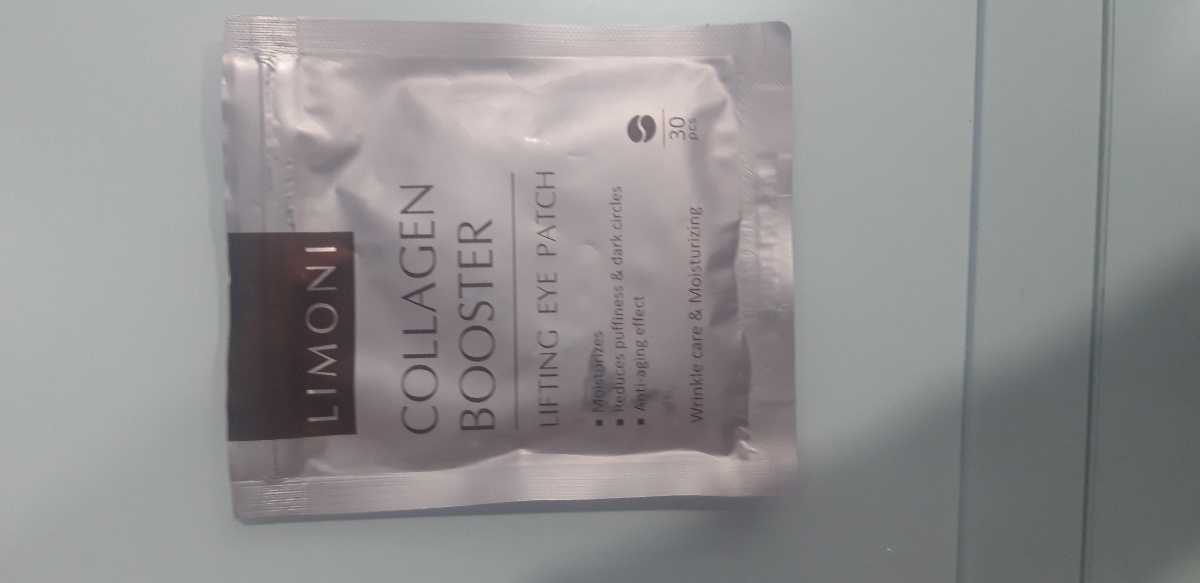 LIMONI
COLLAGEN
BOOSTER
LIFTING EYE PATCH
▪ Moisturizes
▪ Reduces puffiness & dark circles
▪ Anti-aging effect
Wrinkle care & Moisturizing
30
pcs